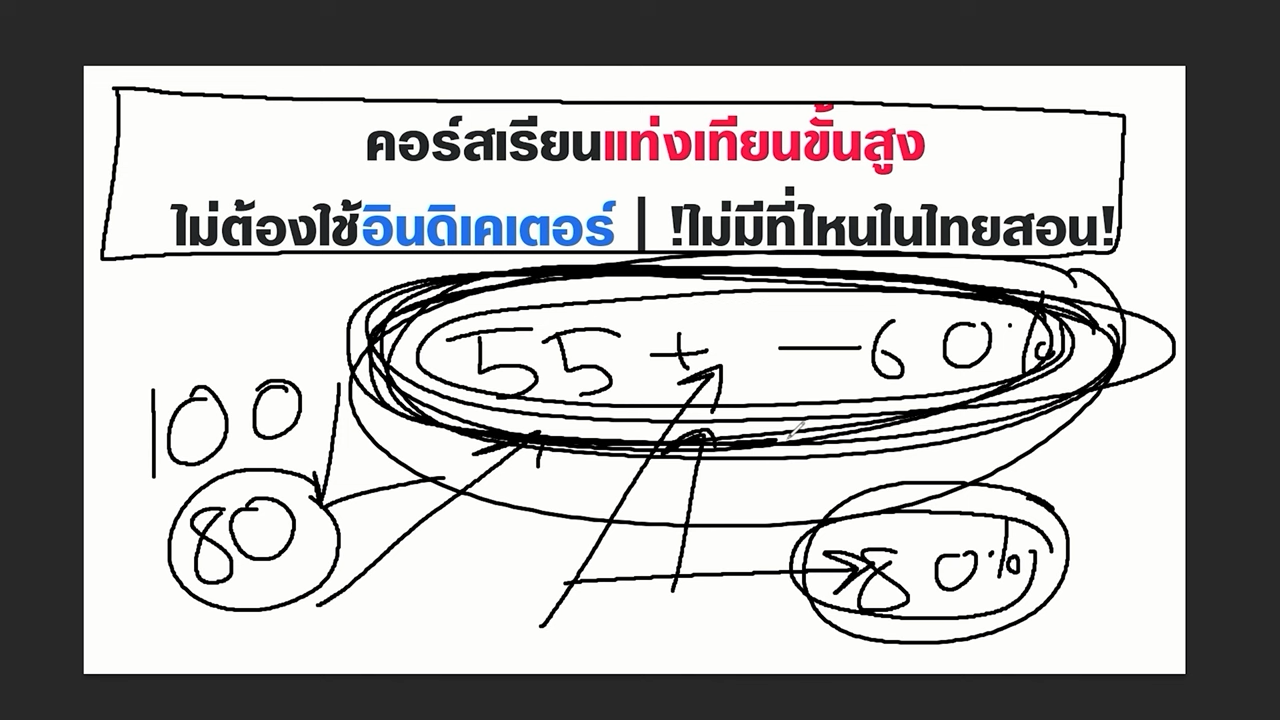 คอร์สเรียนแท่งเทียนขั้นสูง
ไม่ต้องใช้อินดิเคเตอร์ | !ไม่มีที่ไหนในไทยสอน!
55 + — 60%
100
80
80%